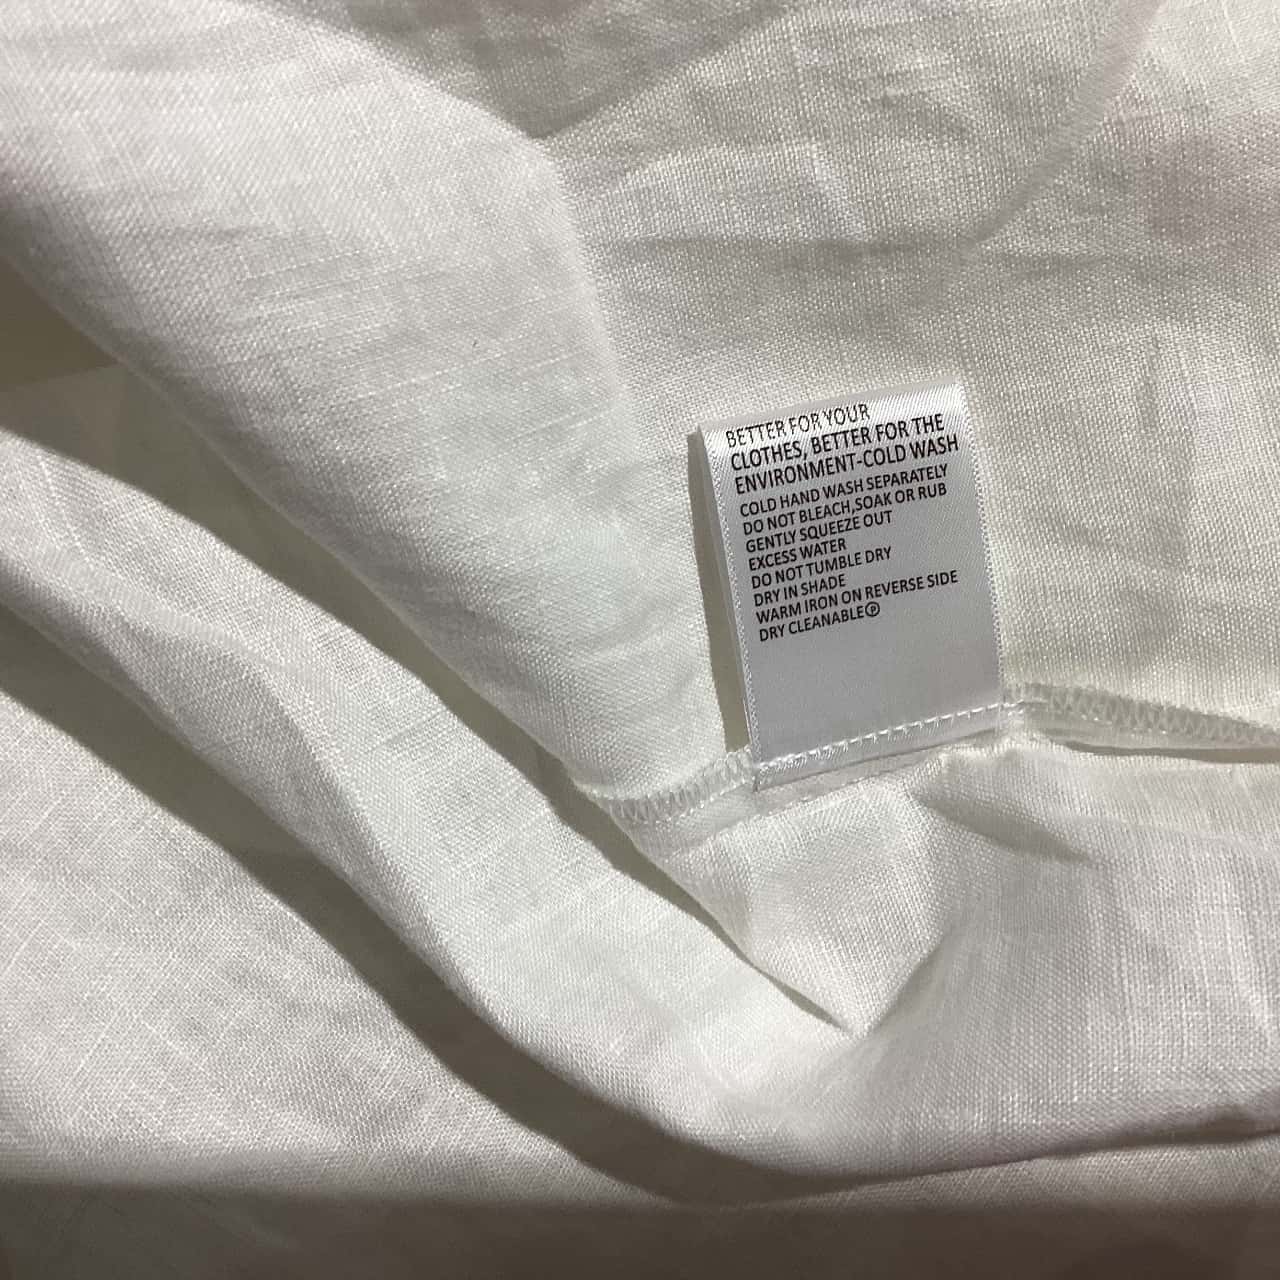 BETTER FOR YOUR
CLOTHES, BETTER FOR THE
ENVIRONMENT-COLD WASH
COLD HAND WASH SEPARATELY
DO NOT BLEACH,SOAK OR RUB
GENTLY SQUEEZE OUT
EXCESS WATER
DO NOT TUMBLE DRY
DRY IN SHADE
WARM IRON ON REVERSE SIDE
DRY CLEANABLEⓅ